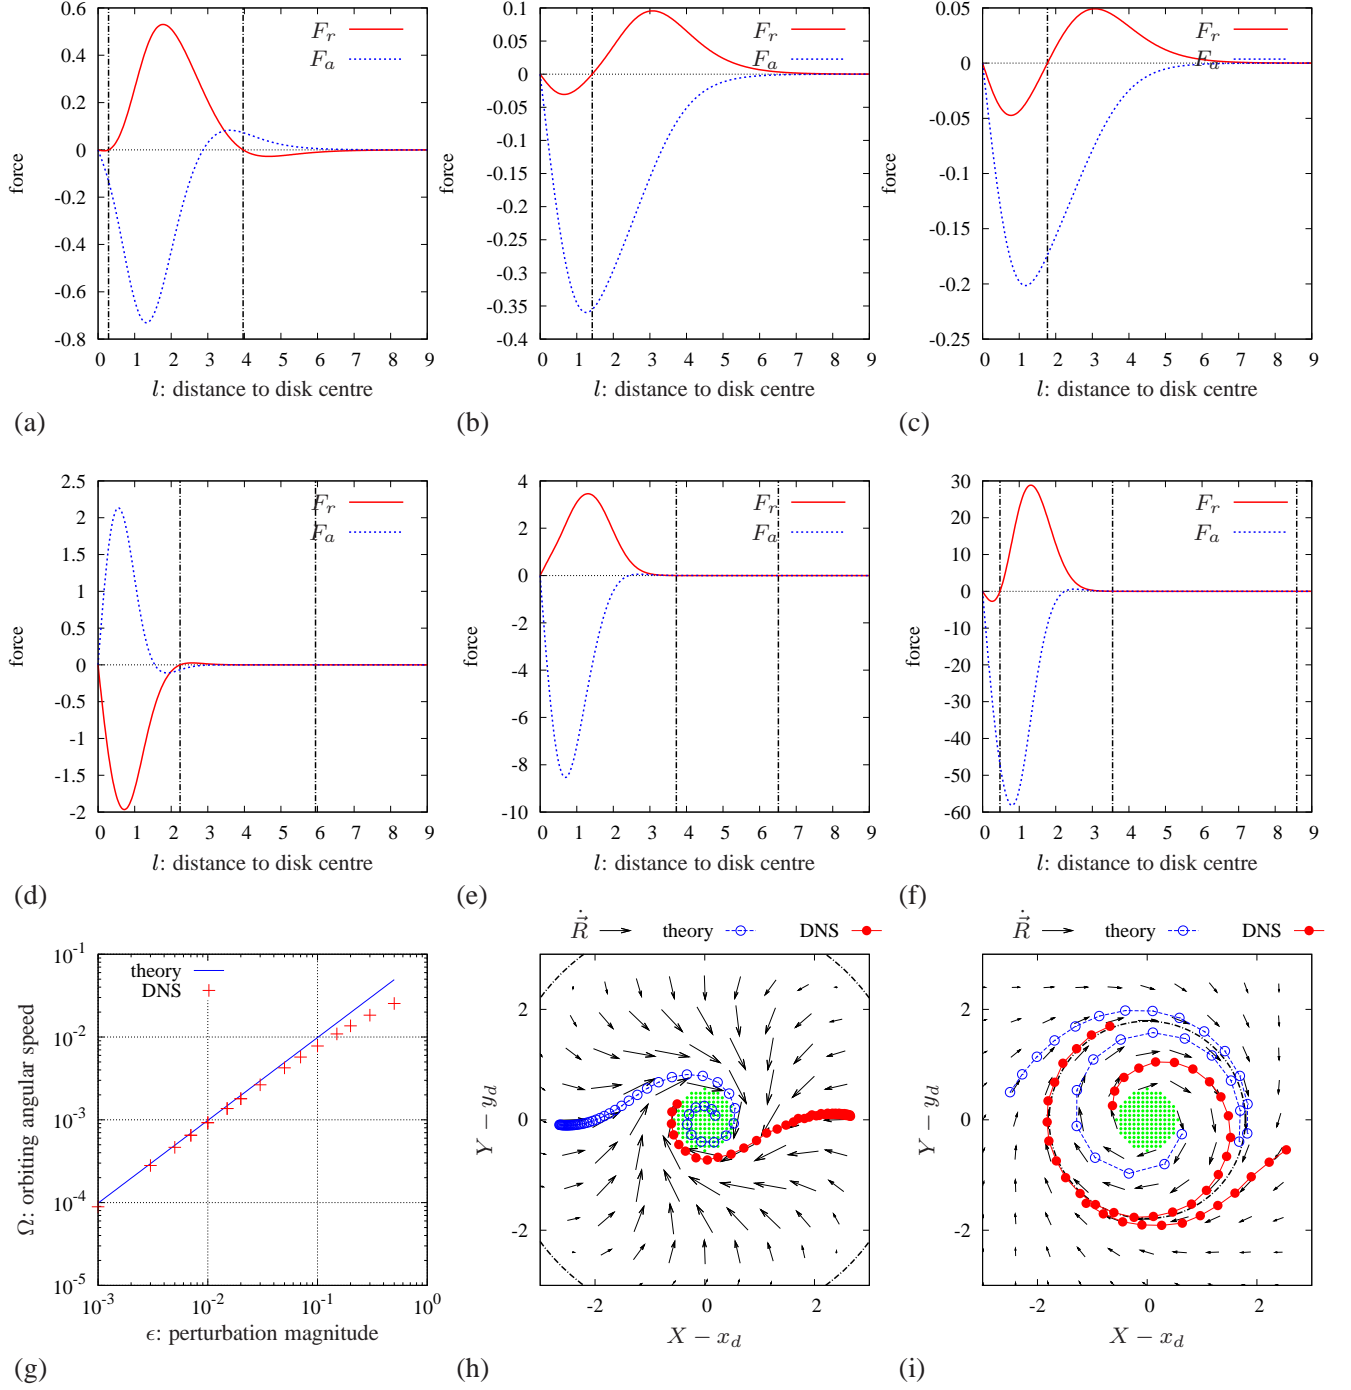 0.6
0.4
0.2
0
-0.2
-0.4
-0.6
-0.8
force
F_r
F_a
0 1 2 3 4 5 6 7 8 9
l: distance to disk centre
(a)
0.1
0.05
0
-0.05
-0.1
-0.15
-0.2
-0.25
-0.3
-0.35
-0.4
force
F_r
F_a
0 1 2 3 4 5 6 7 8 9
l: distance to disk centre
(b)
0.05
0
-0.05
-0.1
-0.15
-0.2
-0.25
force
F_r
F_a
0 1 2 3 4 5 6 7 8 9
l: distance to disk centre
(c)
2.5
2
1.5
1
0.5
0
-0.5
-1
-1.5
-2
force
F_r
F_a
0 1 2 3 4 5 6 7 8 9
l: distance to disk centre
(d)
4
2
0
-2
-4
-6
-8
-10
force
F_r
F_a
0 1 2 3 4 5 6 7 8 9
l: distance to disk centre
(e)
30
20
10
0
-10
-20
-30
-40
-50
-60
force
F_r
F_a
0 1 2 3 4 5 6 7 8 9
l: distance to disk centre
(f)
10^-1
10^-2
10^-3
10^-4
10^-5
Ω: orbiting angular speed
theory
DNS
10^-3 10^-2 10^-1 10^0
ϵ: perturbation magnitude
(g)
\dot{\vec{R}} theory DNS
2
0
-2
Y − y_d
-2 0 2
X − x_d
(h)
\dot{\vec{R}} theory DNS
2
0
-2
Y − y_d
-2 0 2
X − x_d
(i)